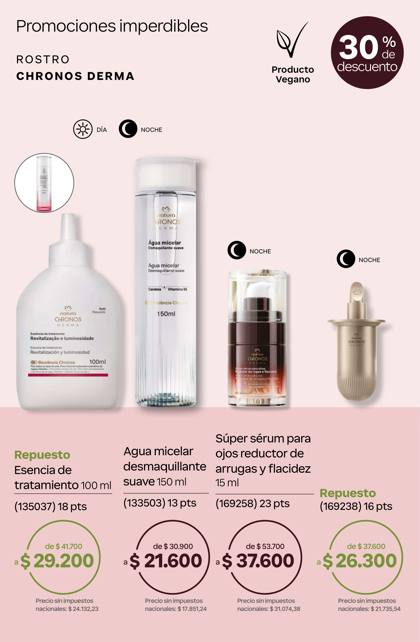 Promociones imperdibles
ROSTRO
CHRONOS DERMA
Producto
Vegano
30%
de
descuento
DÍA
NOCHE
NOCHE
NOCHE
natura
CHRONOS
DERMA
Revitalização e luminosidade
Revitalización y luminosidad
100ml
natura
CHRONOS
DERMA
Água micelar
Demaquilante suave
Agua micelar
Desmaquillante suave
150ml
natura
CHRONOS
Repuesto
Esencia de
tratamiento 100 ml
(135037) 18 pts
de $ 41.700
a $ 29.200
Precio sin impuestos
nacionales: $ 24.132,23
Agua micelar
desmaquillante
suave 150 ml
(133503) 13 pts
de $ 30.900
a $ 21.600
Precio sin impuestos
nacionales: $ 17.851,24
Súper sérum para
ojos reductor de
arrugas y flacidez
15 ml
(169258) 23 pts
de $ 53.700
a $ 37.600
Precio sin impuestos
nacionales: $ 31.074,38
Repuesto
(169238) 16 pts
de $ 37.600
a $ 26.300
Precio sin impuestos
nacionales: $ 21.735,54